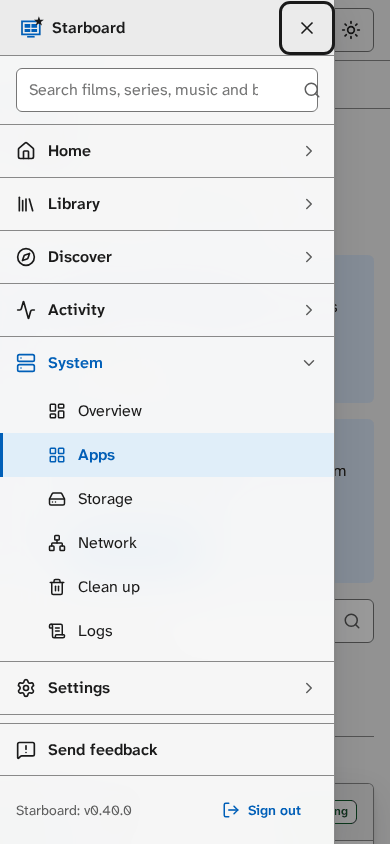 Starboard
Search films, series, music and b
Home
Library
Discover
Activity
System
Overview
Apps
Storage
Network
Clean up
Logs
Settings
Send feedback
Starboard: v0.40.0
Sign out